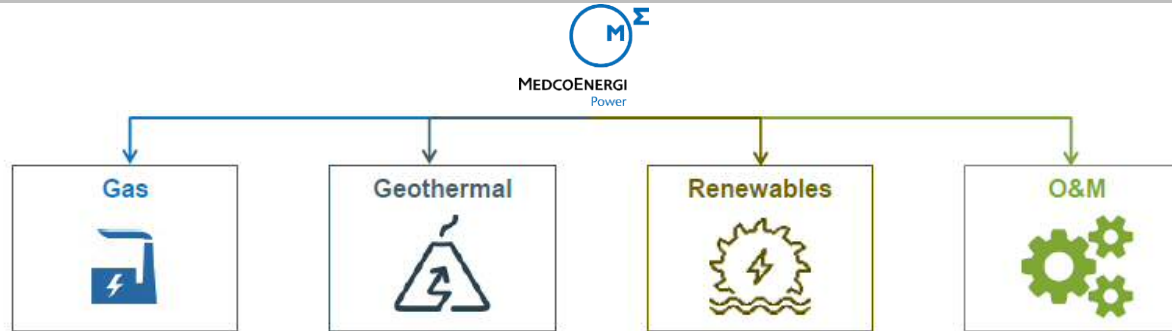 M Σ
MEDCOENERGI
Power
Gas
Geothermal
Renewables
O&M